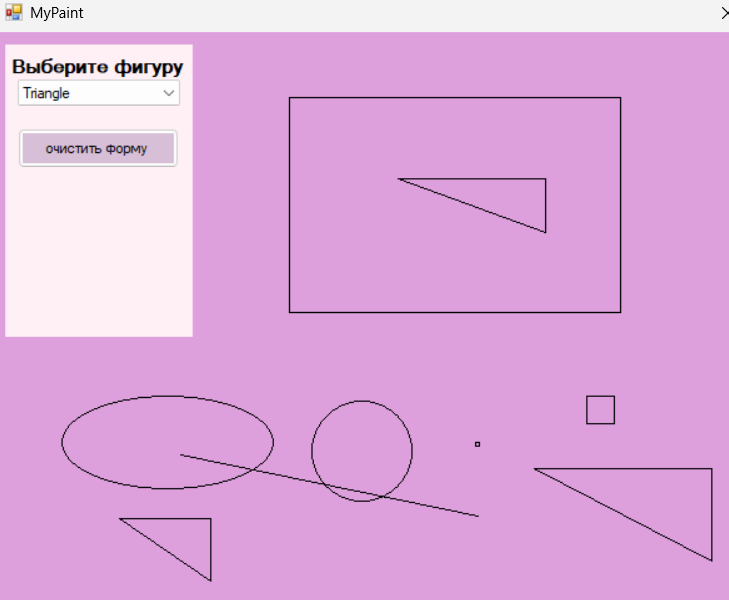 MyPaint
Выберите фигуру
Triangle
очистить форму